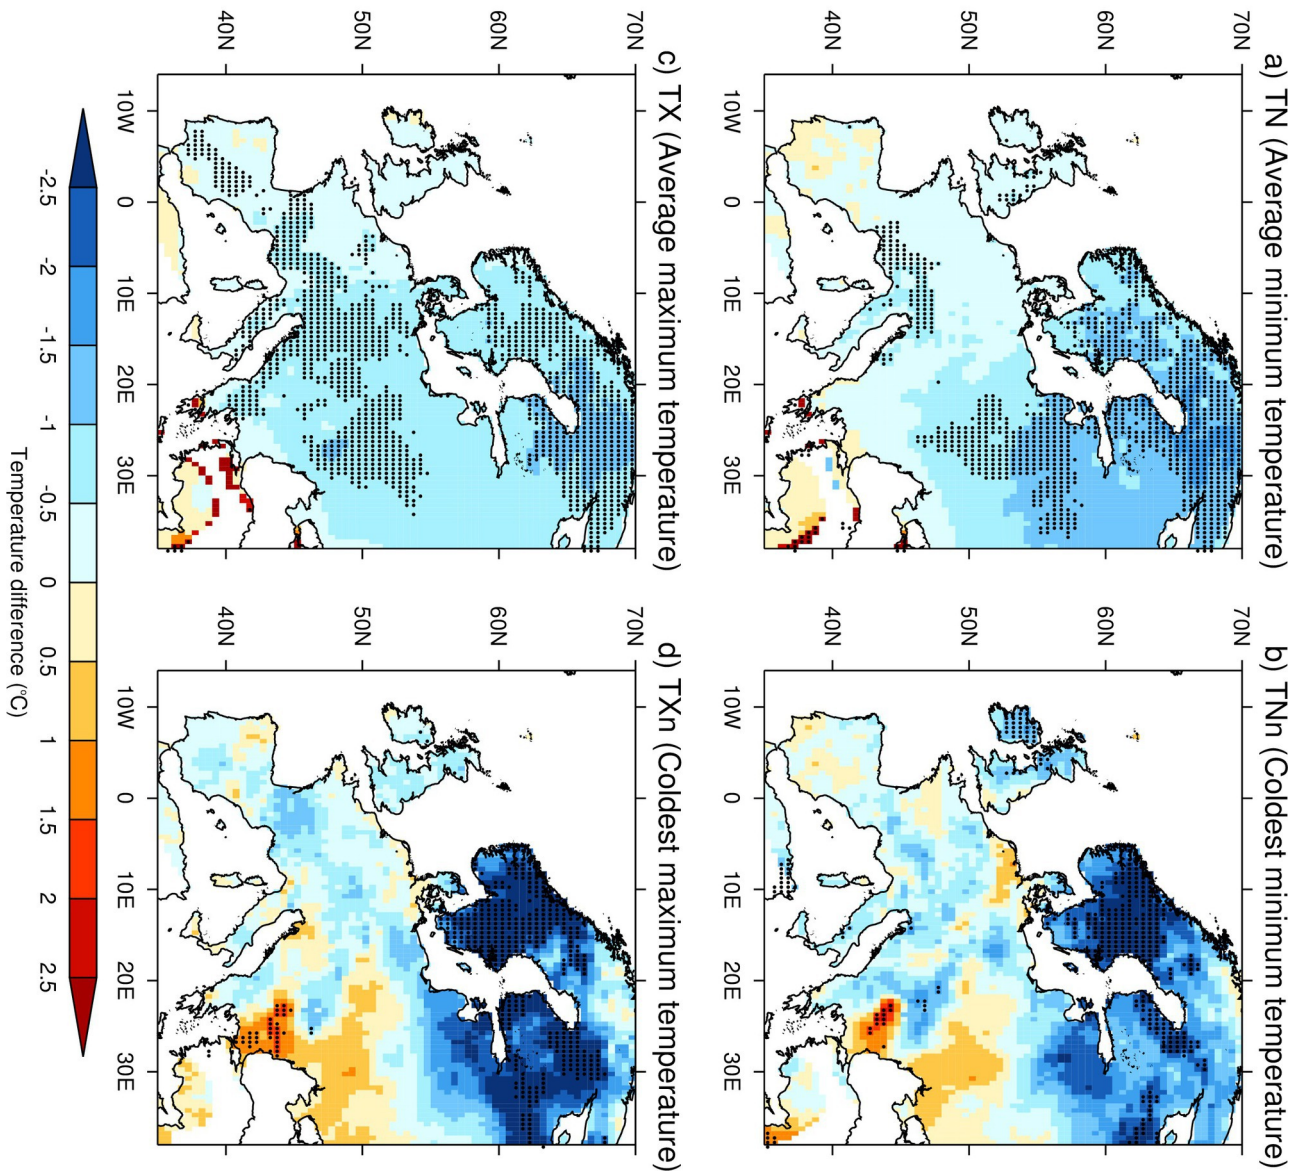 a) TN (Average minimum temperature)
70N
60N
50N
40N
10W 0 10E 20E 30E
b) TNn (Coldest minimum temperature)
70N
60N
50N
40N
10W 0 10E 20E 30E
c) TX (Average maximum temperature)
70N
60N
50N
40N
10W 0 10E 20E 30E
d) TXn (Coldest maximum temperature)
70N
60N
50N
40N
10W 0 10E 20E 30E
-2.5 -2 -1.5 -1 -0.5 0 0.5 1 1.5 2 2.5
Temperature difference (°C)